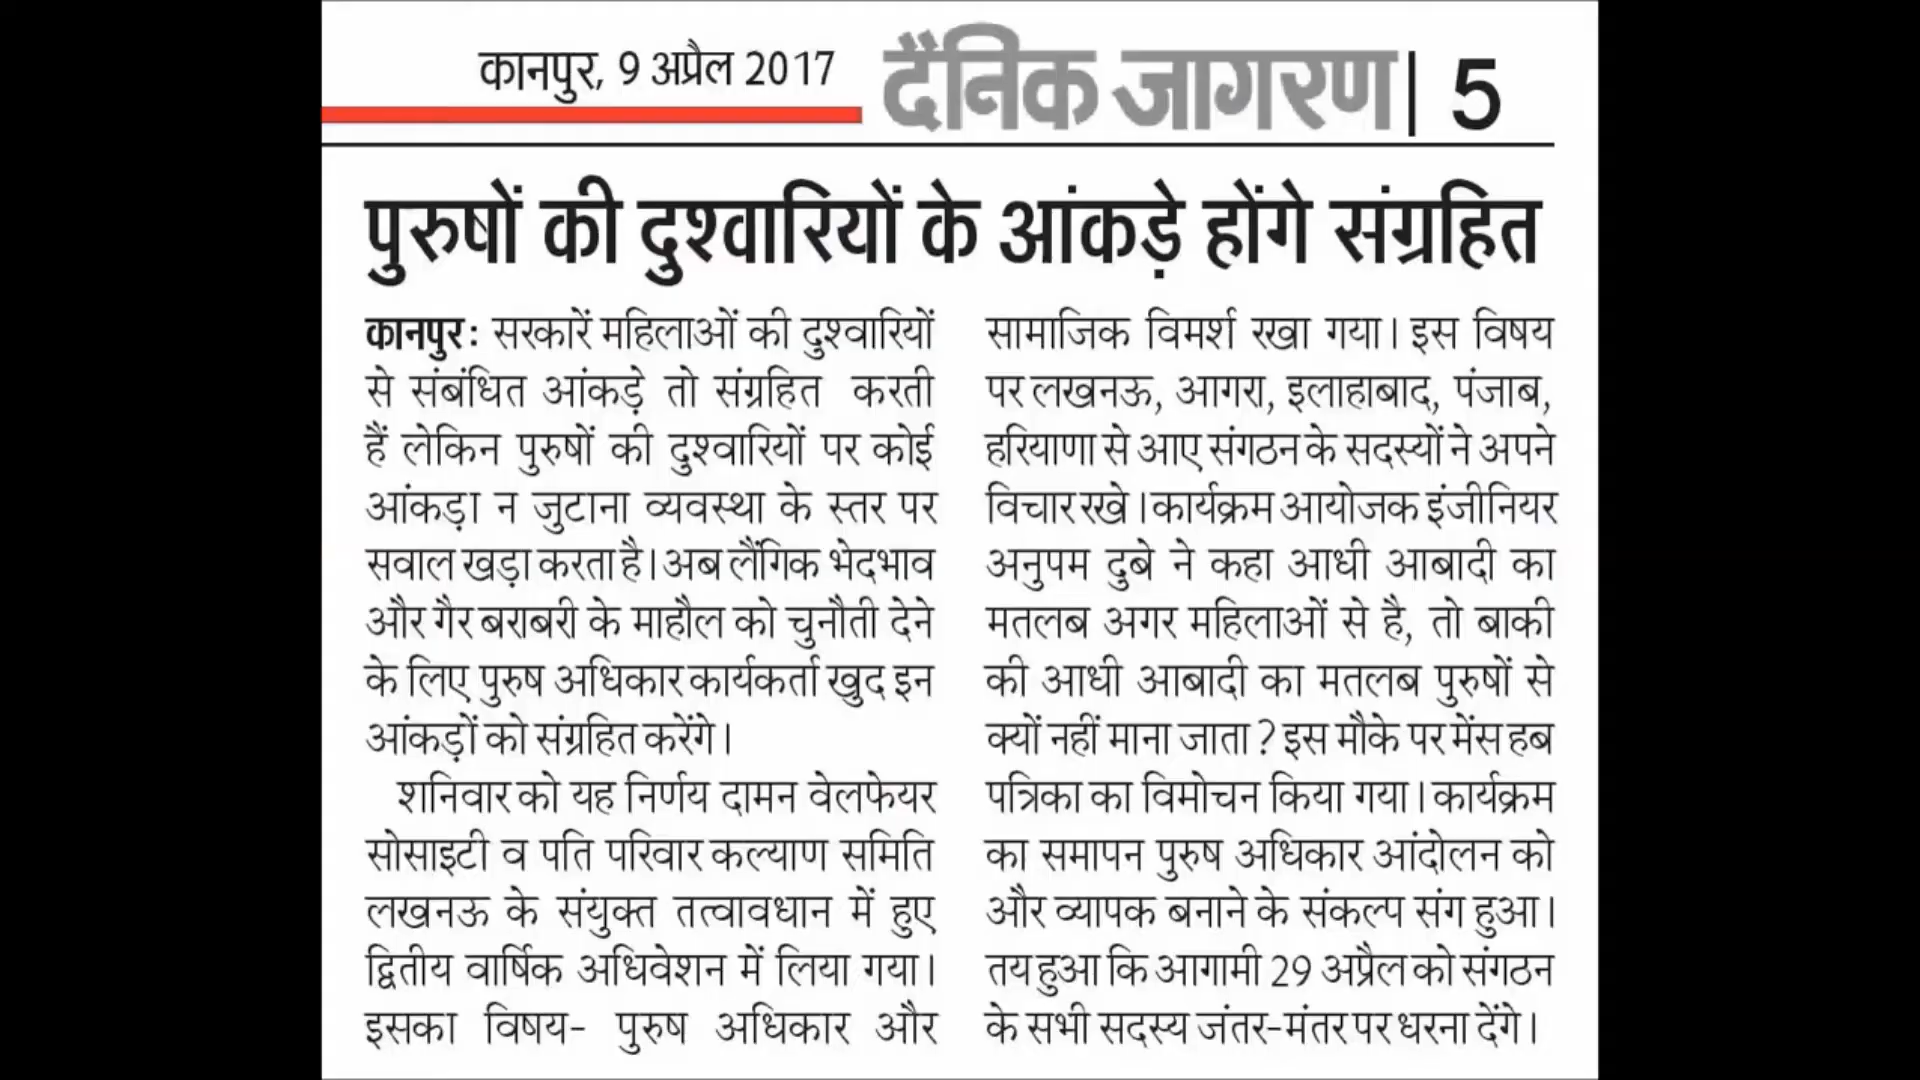 कानपुर, 9 अप्रैल 2017
दैनिक जागरण | 5
पुरुषों की दुश्वारियों के आंकड़े होंगे संग्रहित
कानपुर: सरकारें महिलाओं की दुश्वारियों
से संबंधित आंकड़े तो संग्रहित करती
हैं लेकिन पुरुषों की दुश्वारियों पर कोई
आंकड़ा न जुटाना व्यवस्था के स्तर पर
सवाल खड़ा करता है। अब लैंगिक भेदभाव
और गैर बराबरी के माहौल को चुनौती देने
के लिए पुरुष अधिकार कार्यकर्ता खुद इन
आंकड़ों को संग्रहित करेंगे।
शनिवार को यह निर्णय दामन वेलफेयर
सोसाइटी व पति परिवार कल्याण समिति
लखनऊ के संयुक्त तत्वावधान में हुए
द्वितीय वार्षिक अधिवेशन में लिया गया।
इसका विषय- पुरुष अधिकार और
सामाजिक विमर्श रखा गया। इस विषय
पर लखनऊ, आगरा, इलाहाबाद, पंजाब,
हरियाणा से आए संगठन के सदस्यों ने अपने
विचार रखे। कार्यक्रम आयोजक इंजीनियर
अनुपम दुबे ने कहा आधी आबादी का
मतलब अगर महिलाओं से है, तो बाकी
की आधी आबादी का मतलब पुरुषों से
क्यों नहीं माना जाता? इस मौके पर मेंस हब
पत्रिका का विमोचन किया गया। कार्यक्रम
का समापन पुरुष अधिकार आंदोलन को
और व्यापक बनाने के संकल्प संग हुआ।
तय हुआ कि आगामी 29 अप्रैल को संगठन
के सभी सदस्य जंतर-मंतर पर धरना देंगे।